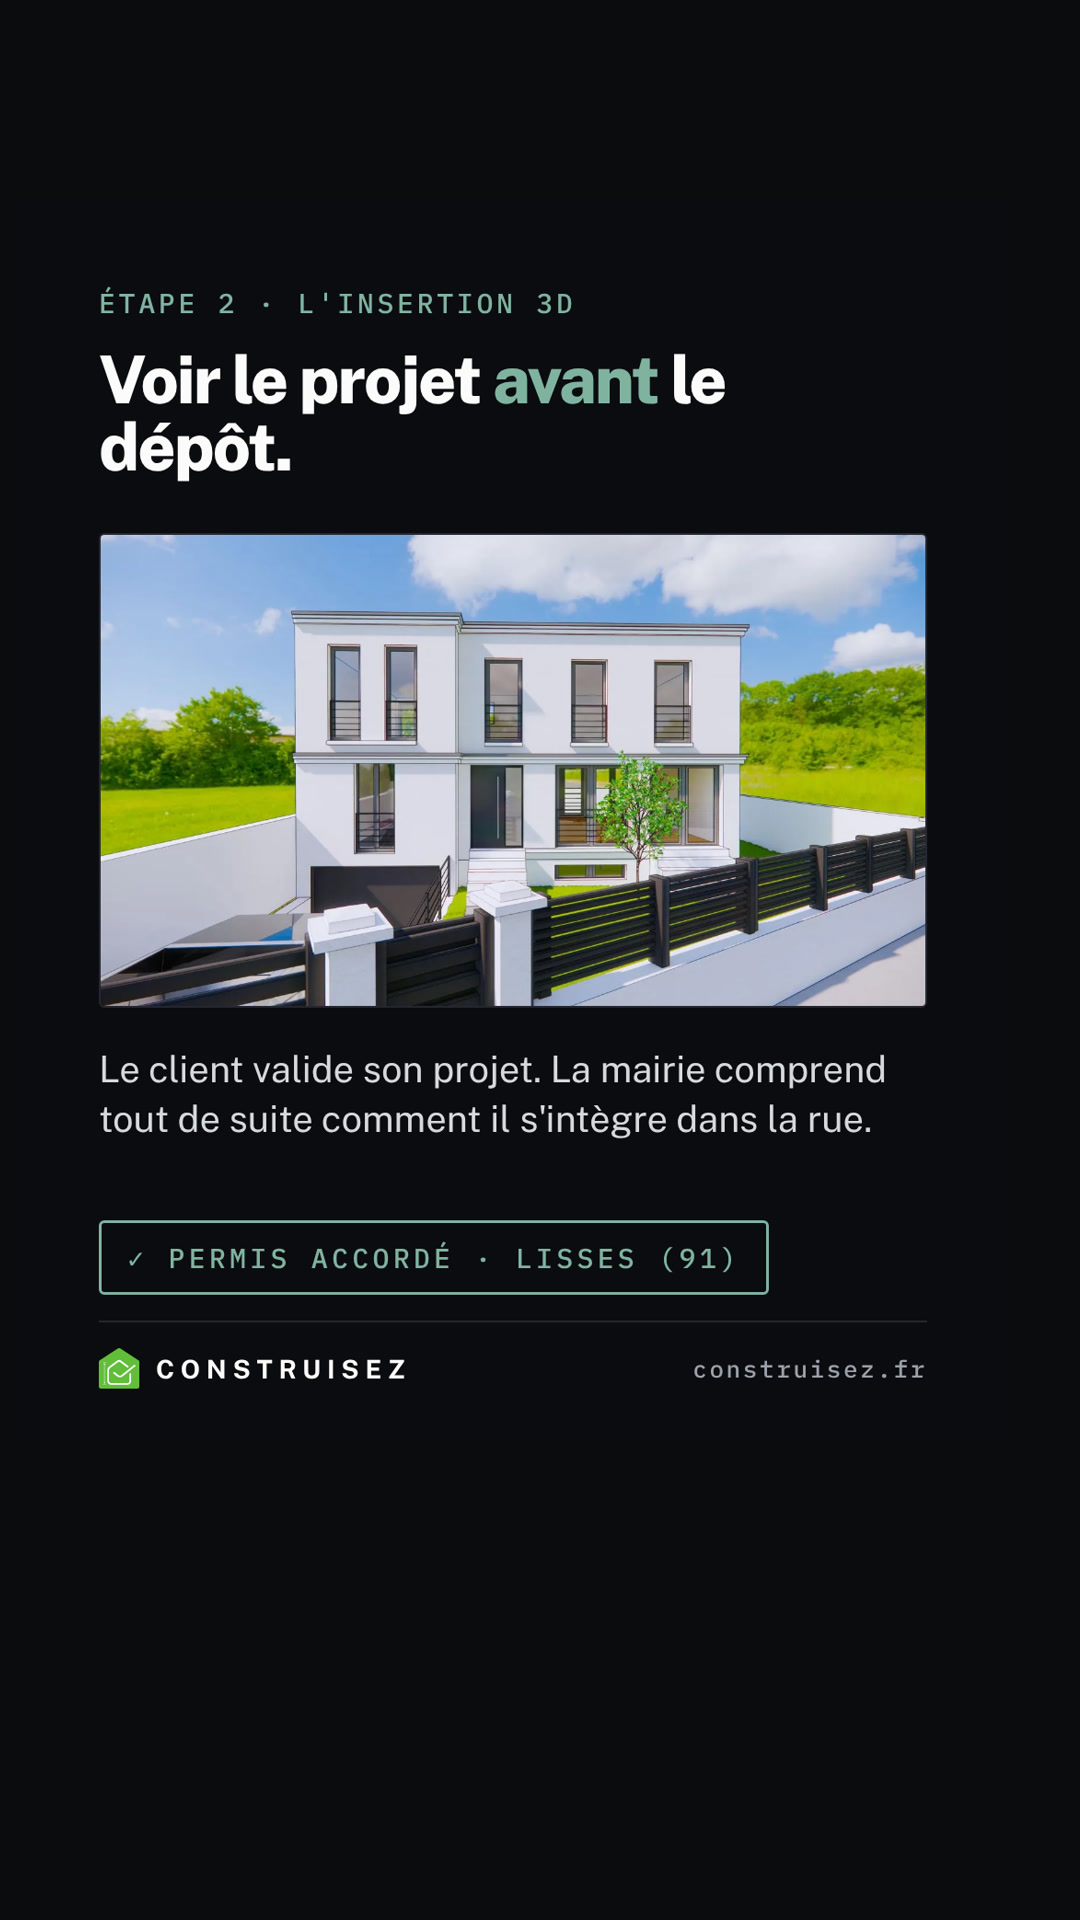 ÉTAPE 2 · L'INSERTION 3D
Voir le projet avant le
dépôt.
Le client valide son projet. La mairie comprend
tout de suite comment il s'intègre dans la rue.
✓ PERMIS ACCORDÉ · LISSES (91)
CONSTRUISEZ
construisez.fr